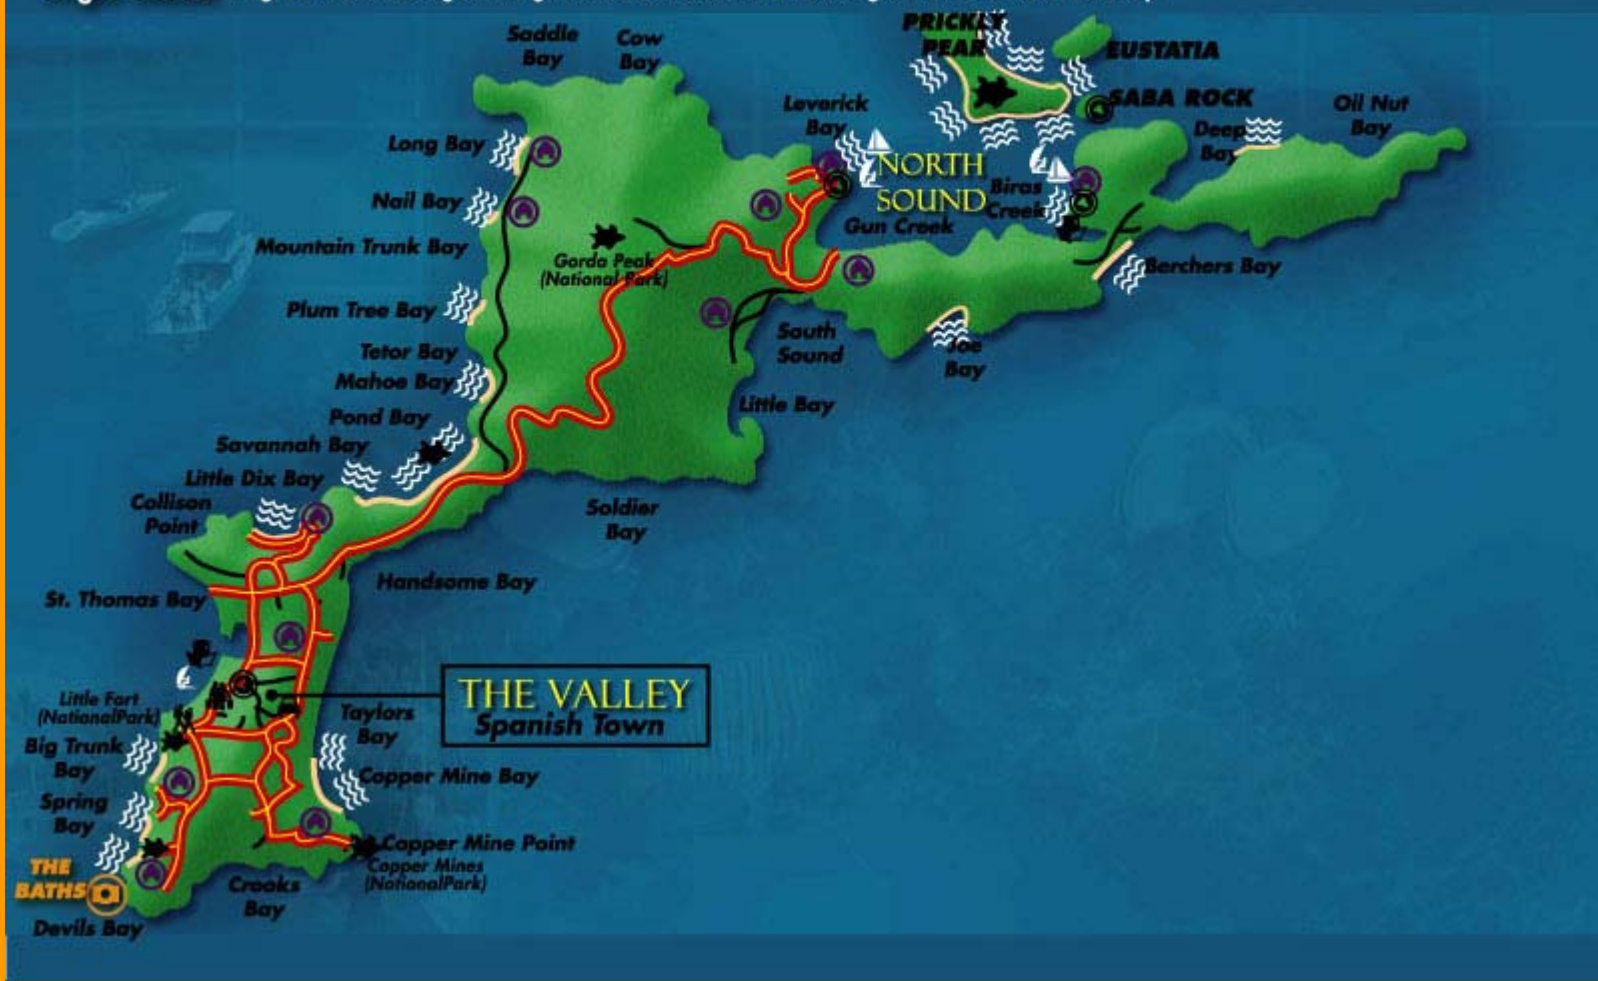 PRICKLY
PEAR
EUSTATIA
SABA ROCK
Saddle
Bay
Cow
Bay
Leverick
Bay
Oil Nut
Bay
Deep
Bay
Long Bay
NORTH
SOUND
Biras
Creek
Nail Bay
Gun Creek
Mountain Trunk Bay
Gorda Peak
(National Park)
Berchers Bay
Plum Tree Bay
South
Sound
Joe
Bay
Tetor Bay
Mahoe Bay
Little Bay
Pond Bay
Savannah Bay
Little Dix Bay
Collison
Point
Soldier
Bay
Handsome Bay
St. Thomas Bay
THE VALLEY
Spanish Town
Little Fort
(NationalPark)
Taylors
Bay
Big Trunk
Bay
Copper Mine Bay
Spring
Bay
Copper Mine Point
Copper Mines
(NationalPark)
THE
BATHS
Crooks
Bay
Devils Bay